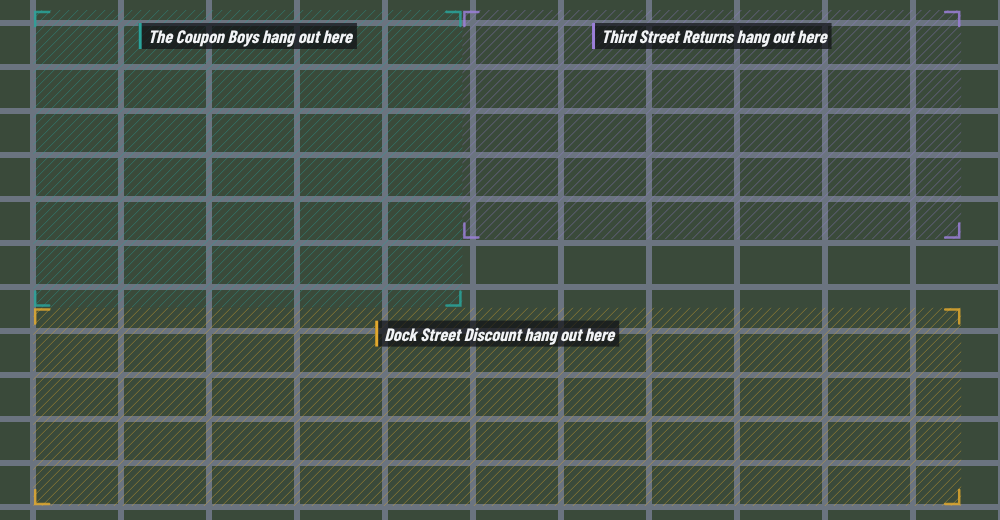 The Coupon Boys hang out here
Third Street Returns hang out here
Dock Street Discount hang out here